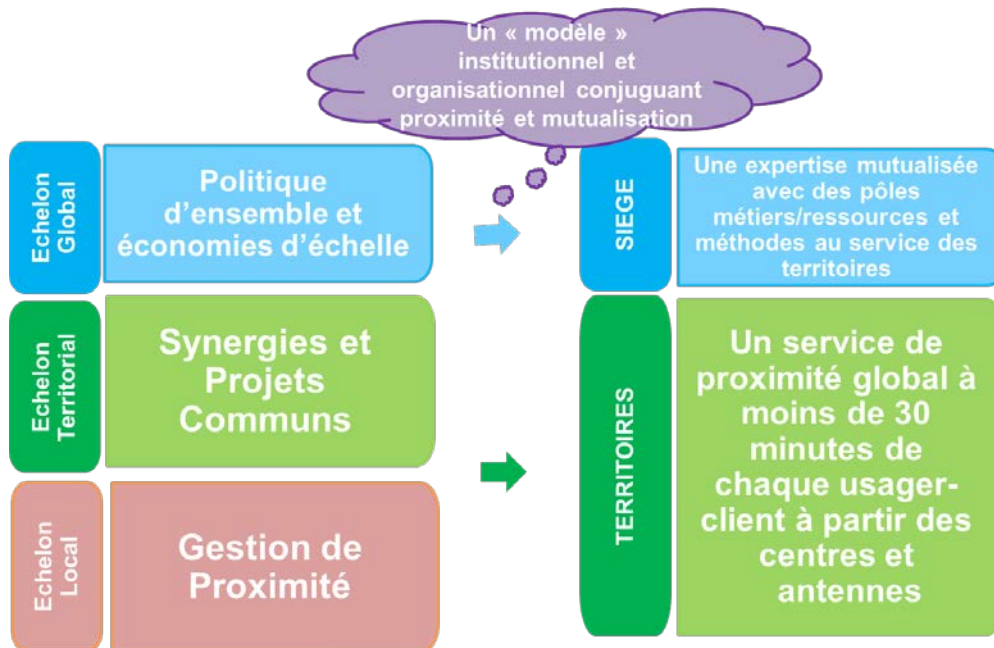 Un « modèle »
institutionnel et
organisationnel conjuguant
proximité et mutualisation
Echelon
Global
Politique
d’ensemble et
économies d’échelle
SIEGE
Une expertise mutualisée
avec des pôles
métiers/ressources et
méthodes au service des
territoires
Echelon
Territorial
Synergies et
Projets
Communs
Echelon
Local
Gestion de
Proximité
TERRITOIRES
Un service de
proximité global à
moins de 30
minutes de
chaque usager-
client à partir des
centres et
antennes